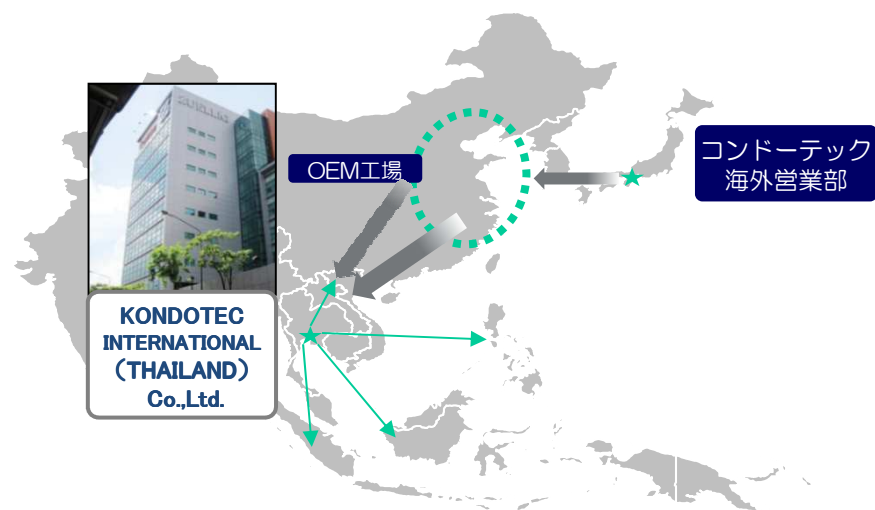 OEM工場
コンドーテック
海外営業部
KONDOTEC
INTERNATIONAL
（THAILAND）
Co.,Ltd.